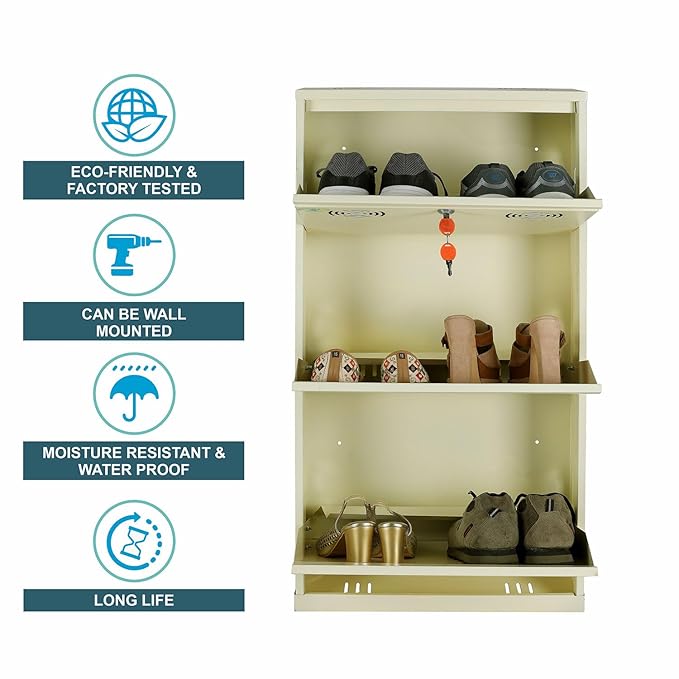 ECO-FRIENDLY &
FACTORY TESTED
CAN BE WALL
MOUNTED
MOISTURE RESISTANT &
WATER PROOF
LONG LIFE